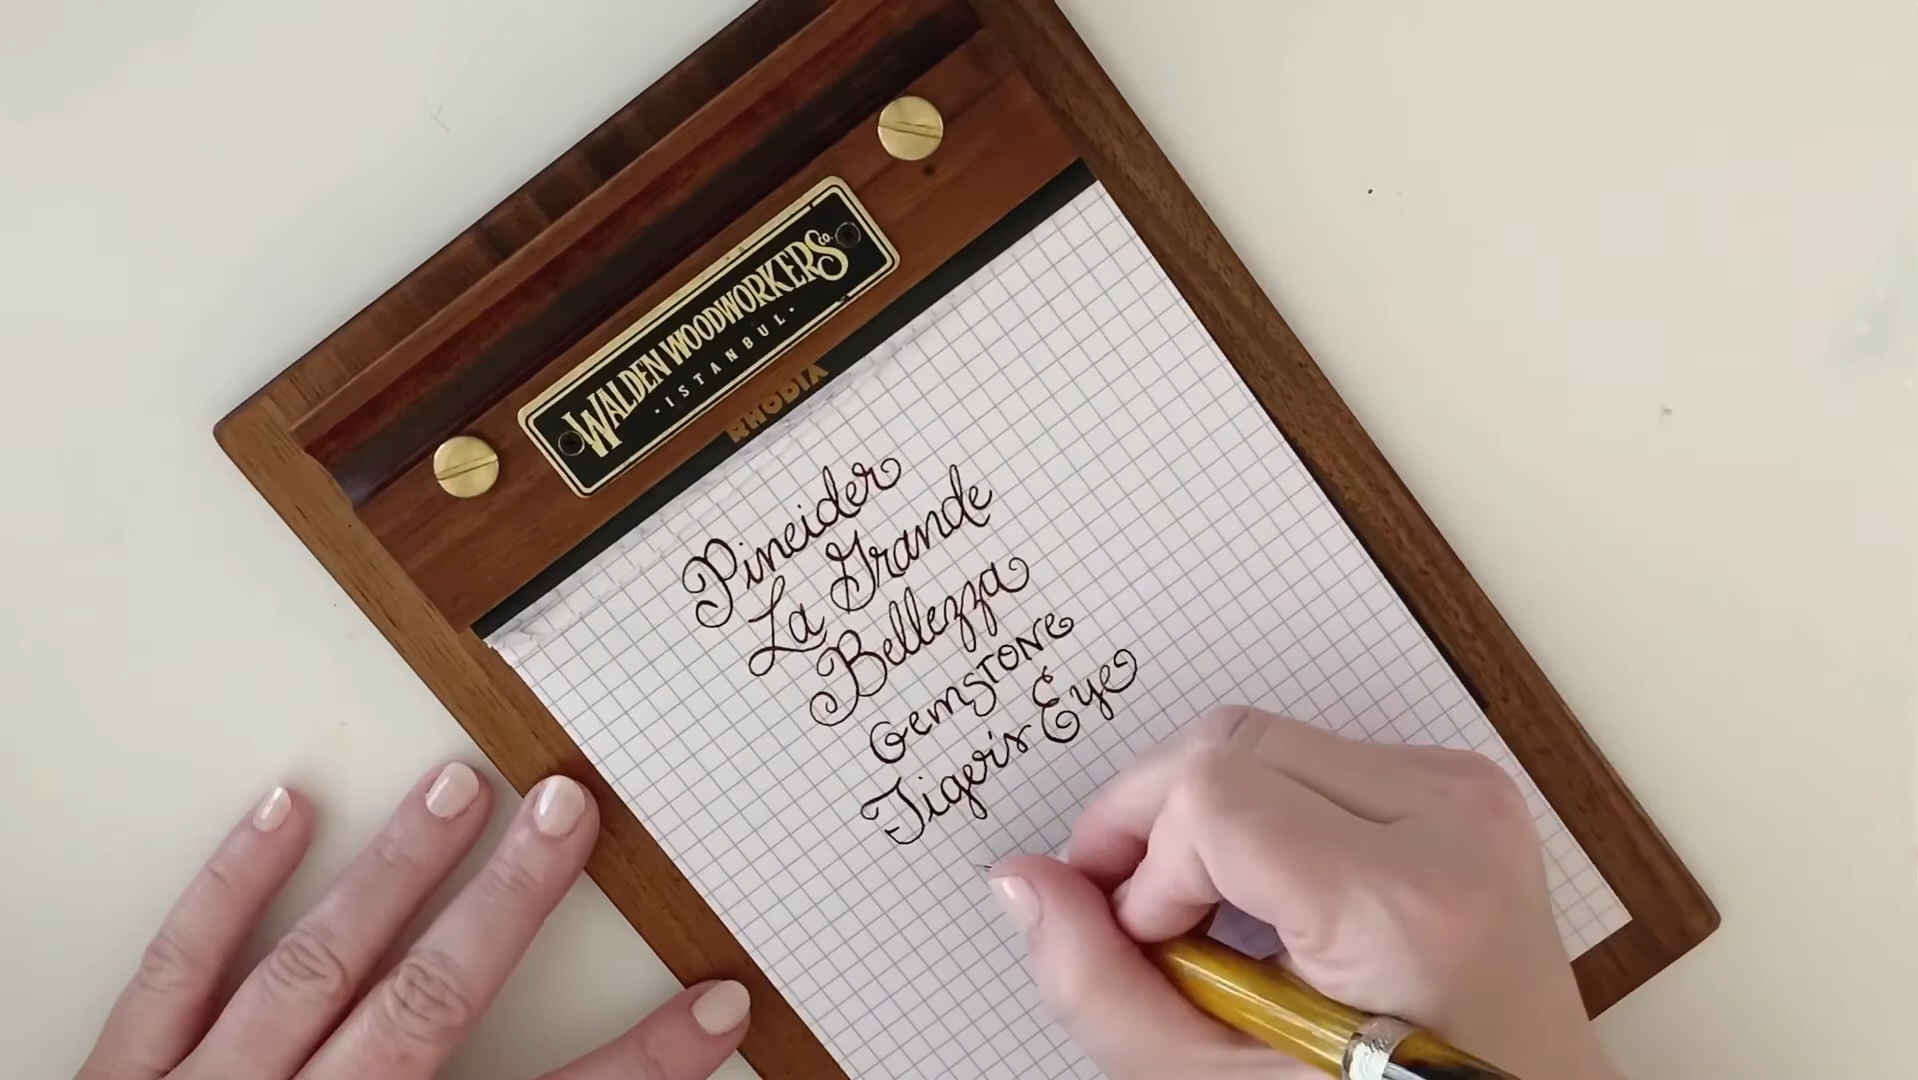 WALDEN WOODWORKERS Co.
·ISTANBUL·
RHODIA
Pineider
La Grande
Bellezza
Gemstone
Tiger's Eye